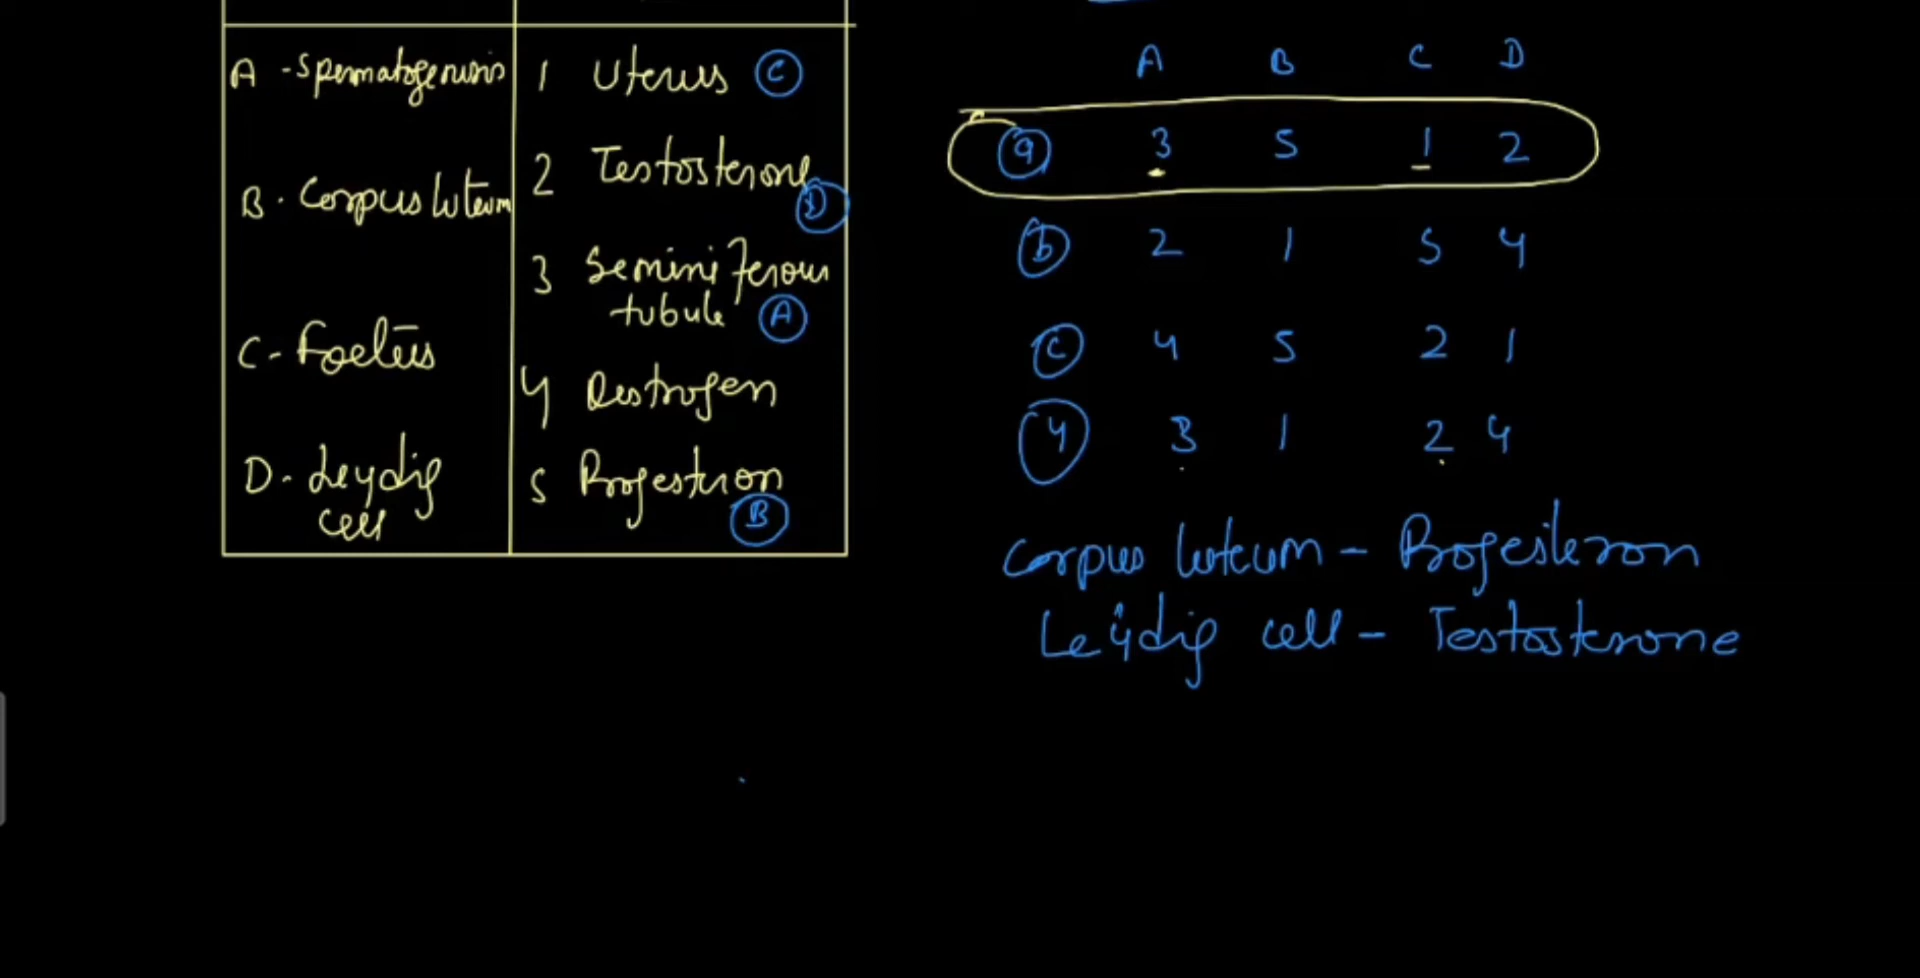 A - Spermatogenisis
B. Corpus luteum
C- Foetus
D- Leydig
cell
1 Uterus C
2 Testosterone
D
3 Seminiferous
tubule A
4 Oestrogen
5 Progesteron
B
A B C D
a 3 5 1 2
b 2 1 5 4
c 4 5 2 1
4 3 1 2 4
Corpus luteum - Progesteron
Leydig cell - Testosterone